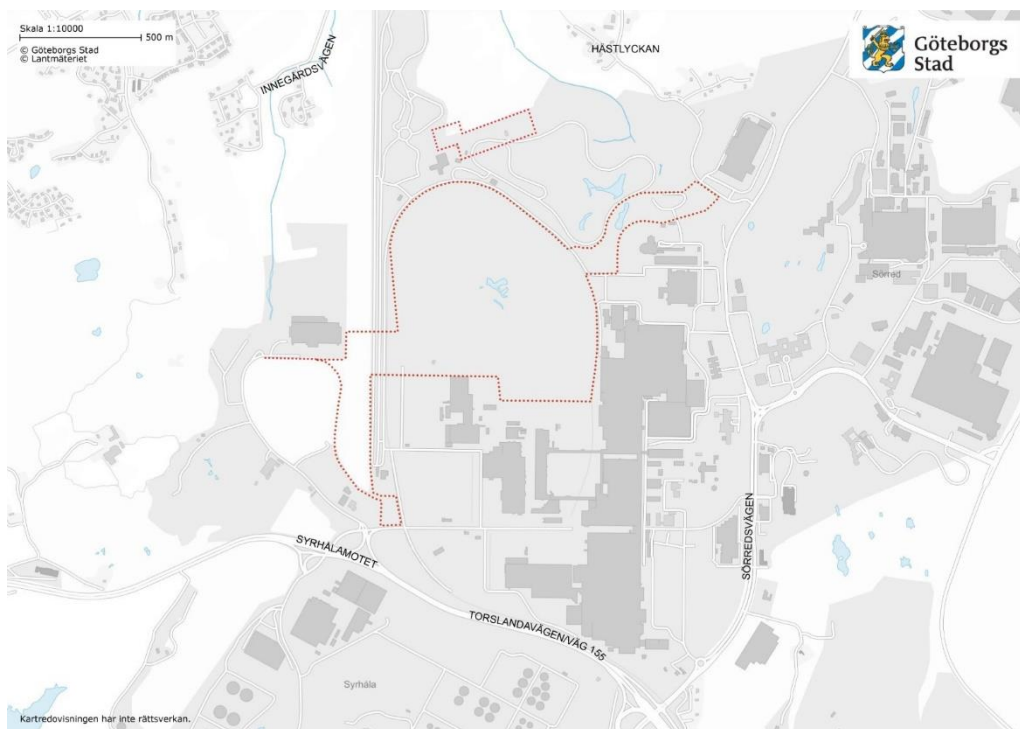 Skala 1:10000
500 m
© Göteborgs Stad
© Lantmäteriet
INNEGÅRDSVÄGEN
HÄSTLYCKAN
Göteborgs
Stad
Sörred
SYRHÅLAMOTET
SÖRREDSVÄGEN
TORSLANDAVÄGEN/VÄG 155
Syrhåla
Kartredovisningen har inte rättsverkan.